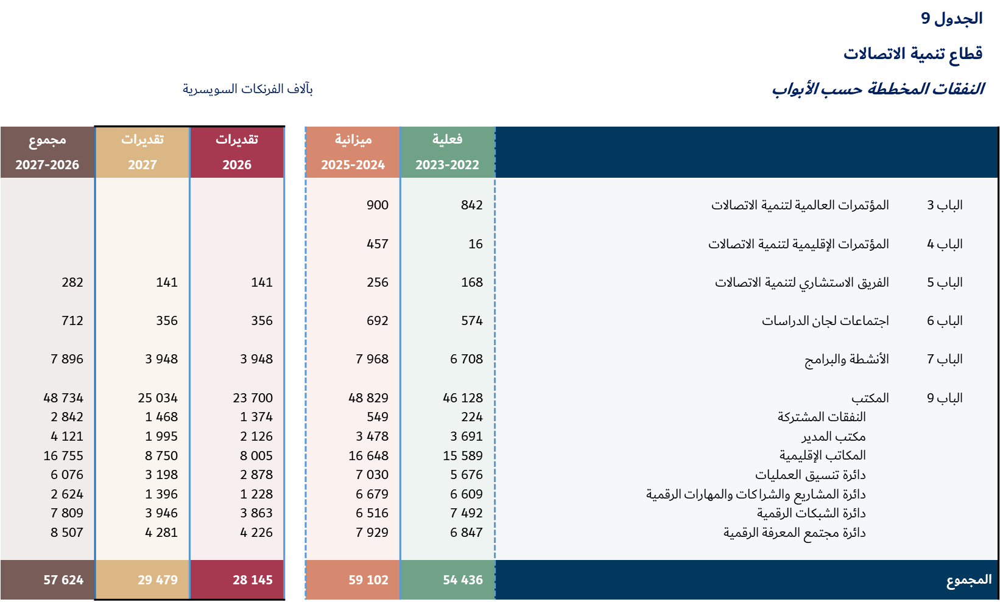 الجدول 9
قطاع تنمية الاتصالات
النفقات المخططة حسب الأبواب بآلاف الفرنكات السويسرية
فعلية ميزانية تقديرات تقديرات مجموع
2023-2022 2025-2024 2026 2027 2027-2026
الباب 3 المؤتمرات العالمية لتنمية الاتصالات 842 900
الباب 4 المؤتمرات الإقليمية لتنمية الاتصالات 16 457
الباب 5 الفريق الاستشاري لتنمية الاتصالات 168 256 141 141 282
الباب 6 اجتماعات لجان الدراسات 574 692 356 356 712
الباب 7 الأنشطة والبرامج 6 708 7 968 3 948 3 948 7 896
الباب 9 المكتب 46 128 48 829 23 700 25 034 48 734
النفقات المشتركة 224 549 1 374 1 468 2 842
مكتب المدير 3 691 3 478 2 126 1 995 4 121
المكاتب الإقليمية 15 589 16 648 8 005 8 750 16 755
دائرة تنسيق العمليات 5 676 7 030 2 878 3 198 6 076
دائرة المشاريع والشراكات والمهارات الرقمية 6 609 6 679 1 228 1 396 2 624
دائرة الشبكات الرقمية 7 492 6 516 3 863 3 946 7 809
دائرة مجتمع المعرفة الرقمية 6 847 7 929 4 226 4 281 8 507
المجموع 54 436 59 102 28 145 29 479 57 624